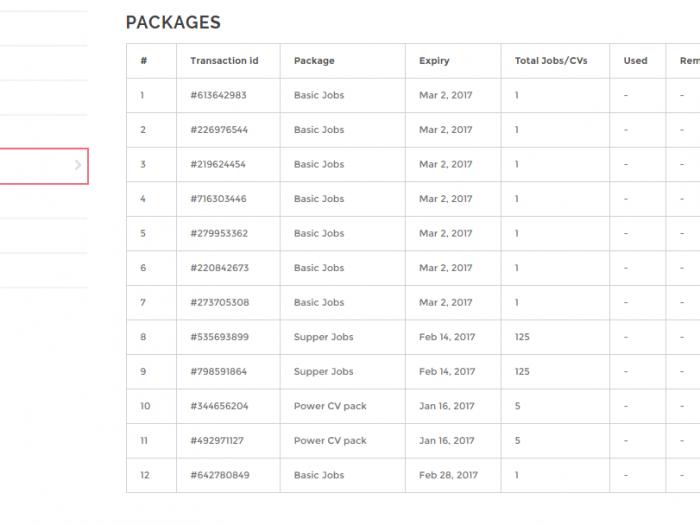 PACKAGES
# Transaction id Package Expiry Total Jobs/CVs Used Rem
1 #613642983 Basic Jobs Mar 2, 2017 1 - -
2 #226976544 Basic Jobs Mar 2, 2017 1 - -
3 #219624454 Basic Jobs Mar 2, 2017 1 - -
4 #716303446 Basic Jobs Mar 2, 2017 1 - -
5 #279953362 Basic Jobs Mar 2, 2017 1 - -
6 #220842673 Basic Jobs Mar 2, 2017 1 - -
7 #273705308 Basic Jobs Mar 2, 2017 1 - -
8 #535693899 Supper Jobs Feb 14, 2017 125 - -
9 #798591864 Supper Jobs Feb 14, 2017 125 - -
10 #344656204 Power CV pack Jan 16, 2017 5 - -
11 #492971127 Power CV pack Jan 16, 2017 5 - -
12 #642780849 Basic Jobs Feb 28, 2017 1 - -